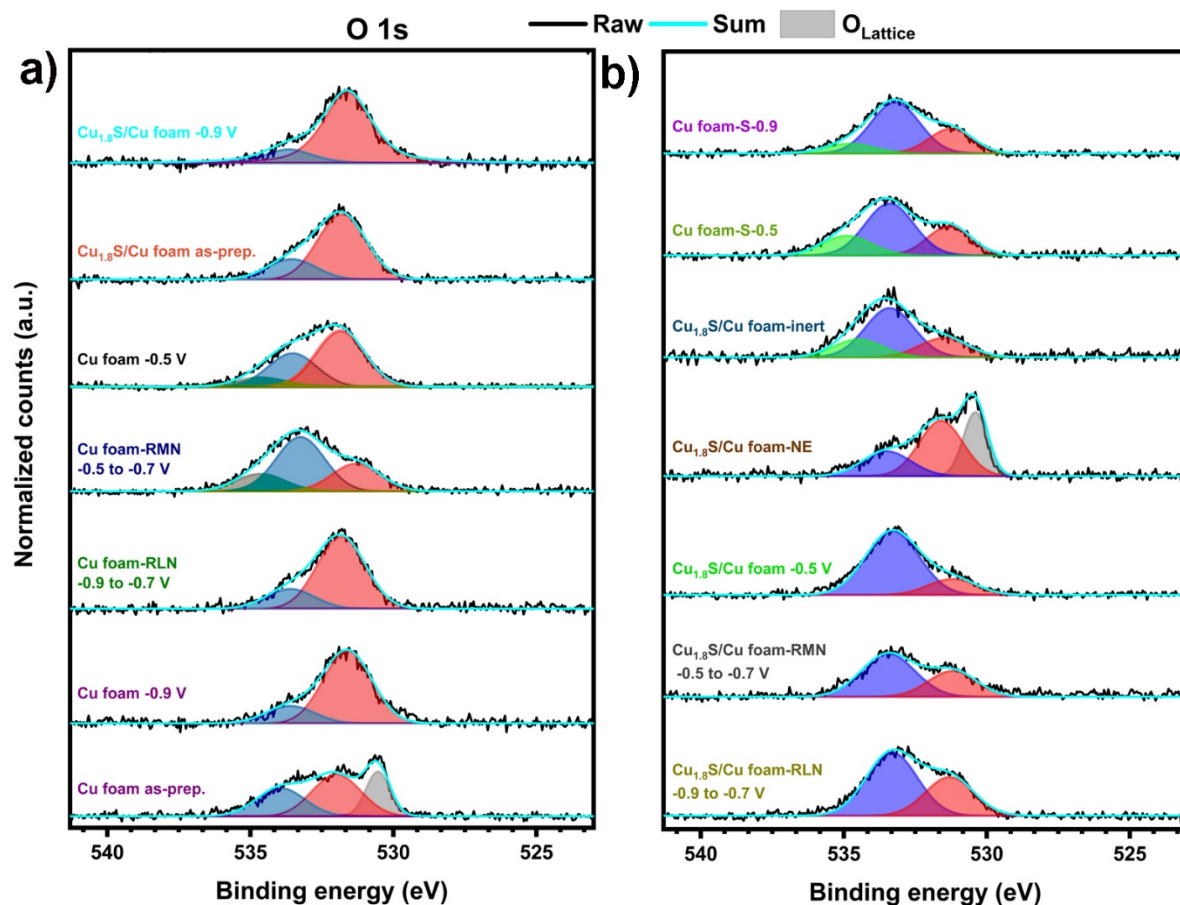 O 1s
Raw Sum O_Lattice
a)
Cu₁.₈S/Cu foam -0.9 V
Cu₁.₈S/Cu foam as-prep.
Cu foam -0.5 V
Cu foam-RMN
-0.5 to -0.7 V
Cu foam-RLN
-0.9 to -0.7 V
Cu foam -0.9 V
Cu foam as-prep.
Normalized counts (a.u.)
540 535 530 525
Binding energy (eV)
b)
Cu foam-S-0.9
Cu foam-S-0.5
Cu₁.₈S/Cu foam-inert
Cu₁.₈S/Cu foam-NE
Cu₁.₈S/Cu foam -0.5 V
Cu₁.₈S/Cu foam-RMN
-0.5 to -0.7 V
Cu₁.₈S/Cu foam-RLN
-0.9 to -0.7 V
540 535 530 525
Binding energy (eV)